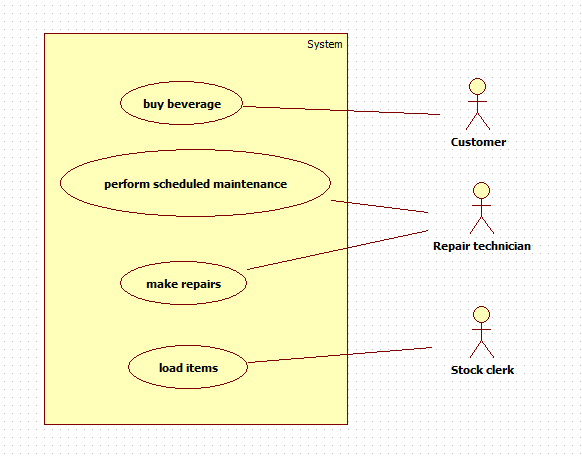 System
buy beverage
Customer
perform scheduled maintenance
Repair technician
make repairs
load items
Stock clerk